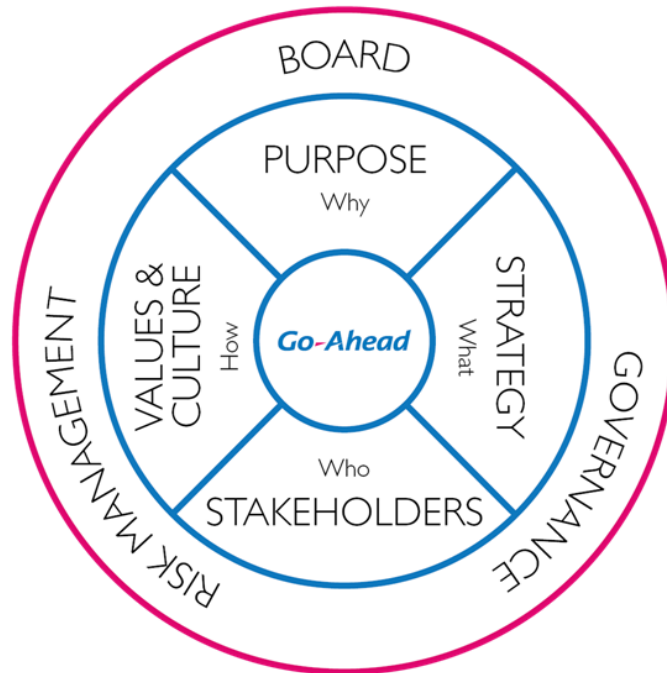 BOARD
PURPOSE
Why
VALUES &
CULTURE
How
Go-Ahead
What
STRATEGY
Who
STAKEHOLDERS
RISK MANAGEMENT
GOVERNANCE